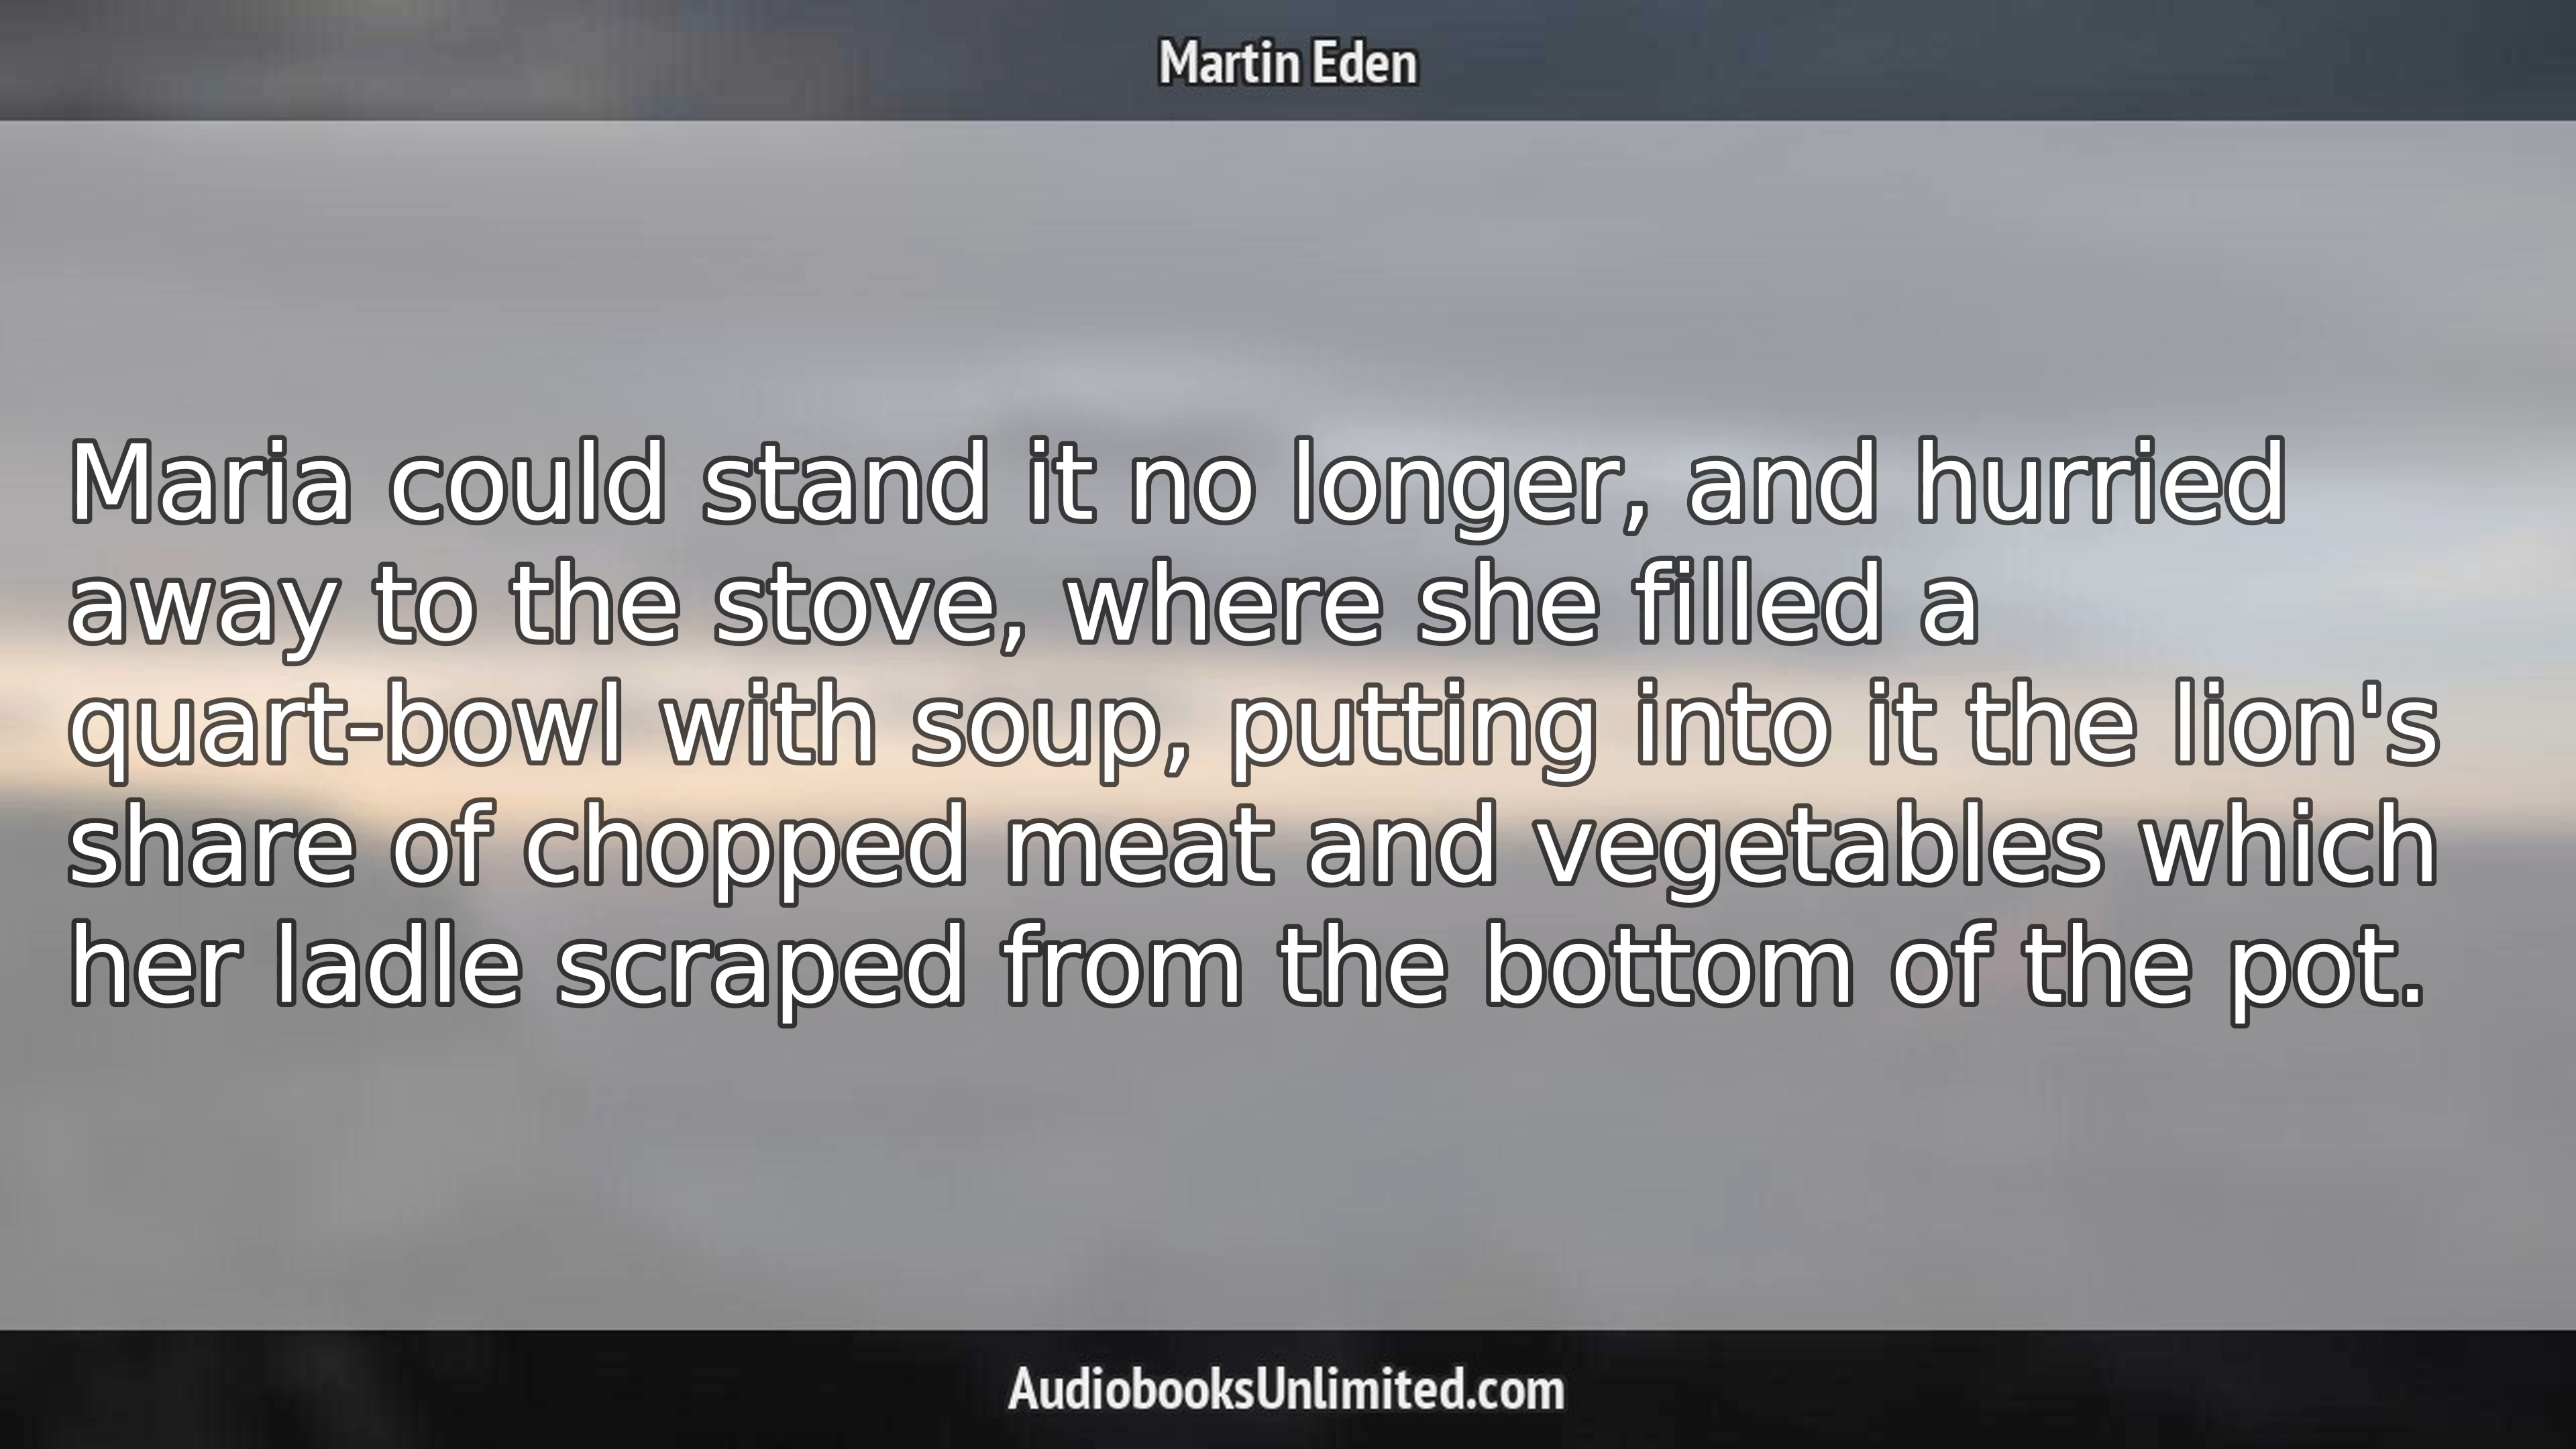 Martin Eden
Maria could stand it no longer, and hurried
away to the stove, where she filled a
quart-bowl with soup, putting into it the lion's
share of chopped meat and vegetables which
her ladle scraped from the bottom of the pot.
AudiobooksUnlimited.com